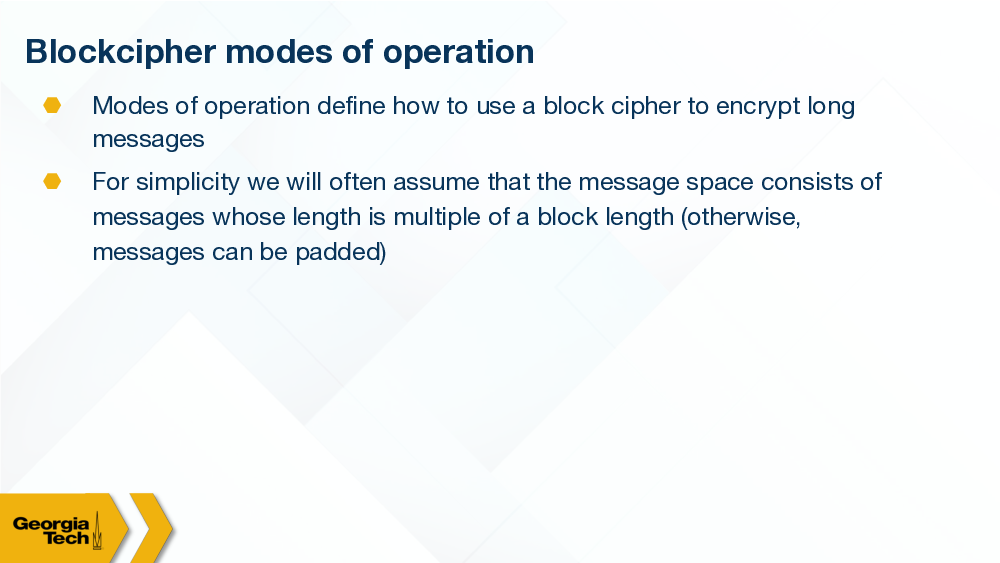 Blockcipher modes of operation
Modes of operation define how to use a block cipher to encrypt long
messages
For simplicity we will often assume that the message space consists of
messages whose length is multiple of a block length (otherwise,
messages can be padded)
Georgia
Tech